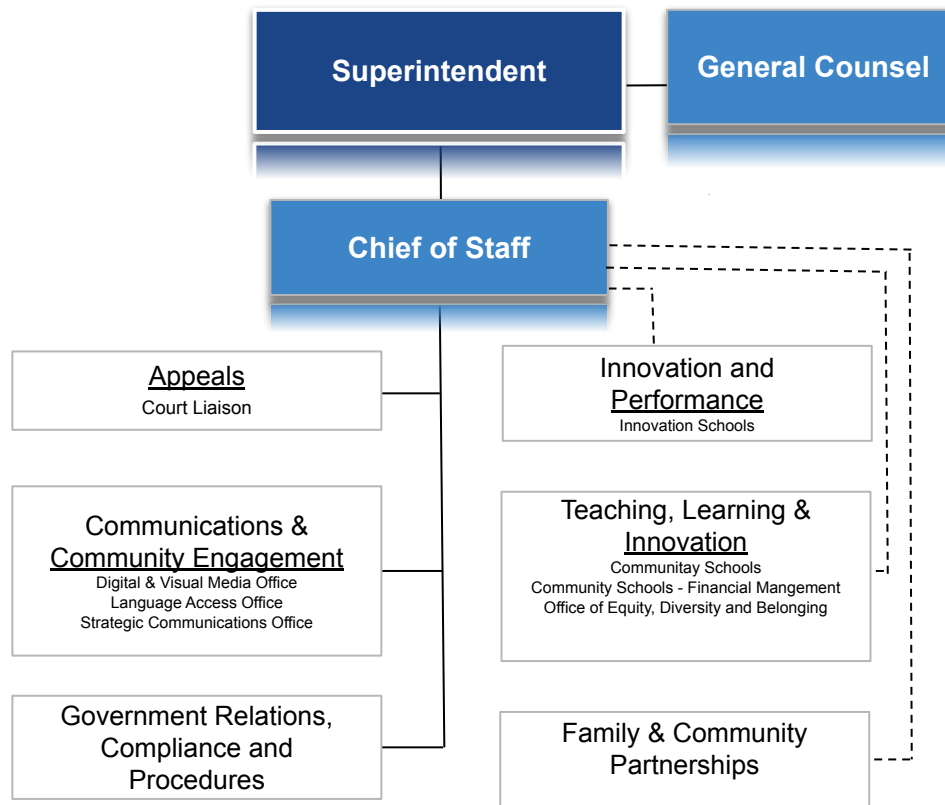 Superintendent
General Counsel
Chief of Staff
Appeals
Court Liaison
Innovation and
Performance
Innovation Schools
Communications &
Community Engagement
Digital & Visual Media Office
Language Access Office
Strategic Communications Office
Teaching, Learning &
Innovation
Communitay Schools
Community Schools - Financial Mangement
Office of Equity, Diversity and Belonging
Government Relations,
Compliance and
Procedures
Family & Community
Partnerships